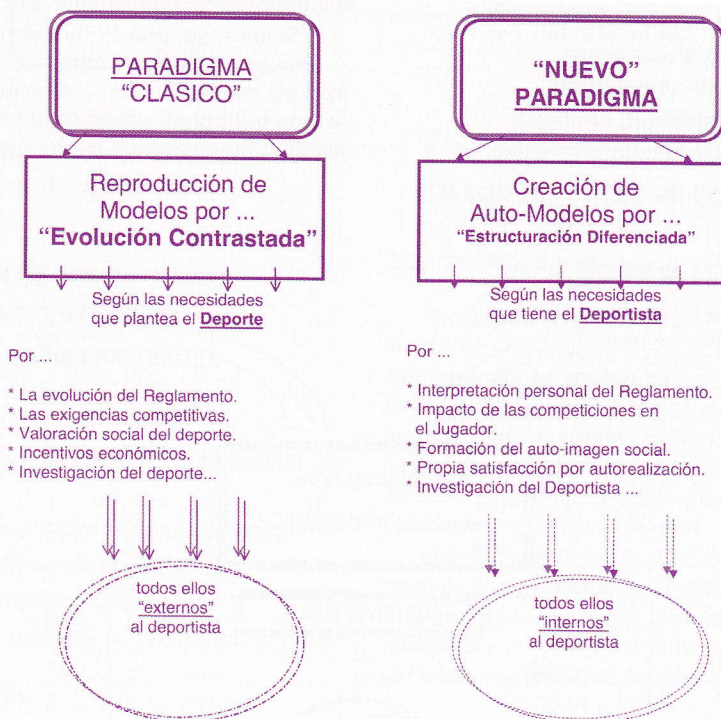 PARADIGMA
“CLASICO”
Reproducción de
Modelos por ...
“Evolución Contrastada”
Según las necesidades
que plantea el Deporte
Por ...
* La evolución del Reglamento.
* Las exigencias competitivas.
* Valoración social del deporte.
* Incentivos económicos.
* Investigación del deporte...
todos ellos
“externos”
al deportista
“NUEVO”
PARADIGMA
Creación de
Auto-Modelos por ...
“Estructuración Diferenciada”
Según las necesidades
que tiene el Deportista
Por ...
* Interpretación personal del Reglamento.
* Impacto de las competiciones en
el Jugador.
* Formación del auto-imagen social.
* Propia satisfacción por autorealización.
* Investigación del Deportista ...
todos ellos
“internos”
al deportista